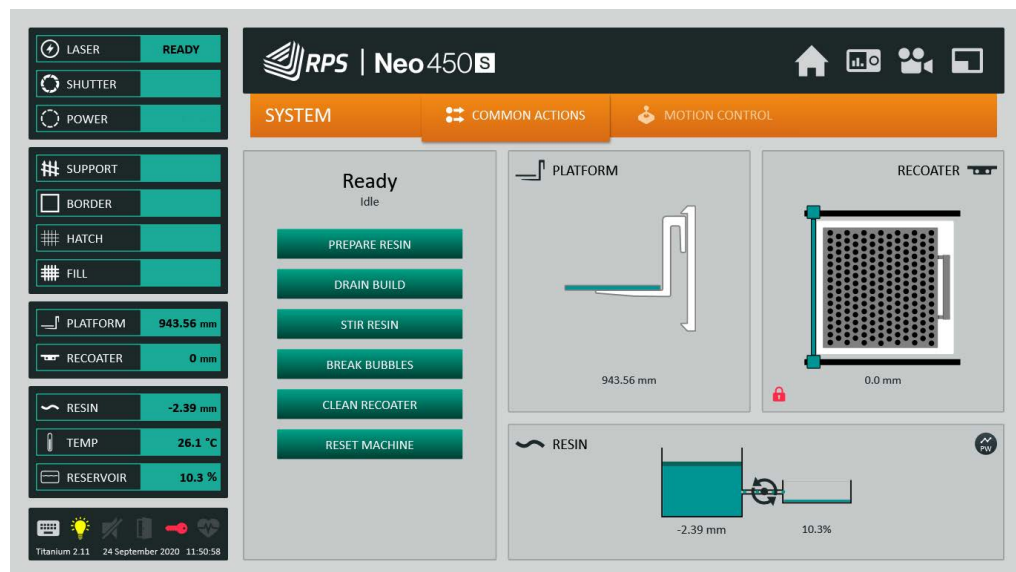 LASER READY
SHUTTER
POWER
SUPPORT
BORDER
HATCH
FILL
PLATFORM 943.56 mm
RECOATER 0 mm
RESIN -2.39 mm
TEMP 26.1 °C
RESERVOIR 10.3 %
Titanium 2.11 24 September 2020 11:50:58
RPS | Neo450S
SYSTEM COMMON ACTIONS MOTION CONTROL
Ready
Idle
PREPARE RESIN
DRAIN BUILD
STIR RESIN
BREAK BUBBLES
CLEAN RECOATER
RESET MACHINE
PLATFORM
943.56 mm
RECOATER
0.0 mm
RESIN
PW
-2.39 mm 10.3%